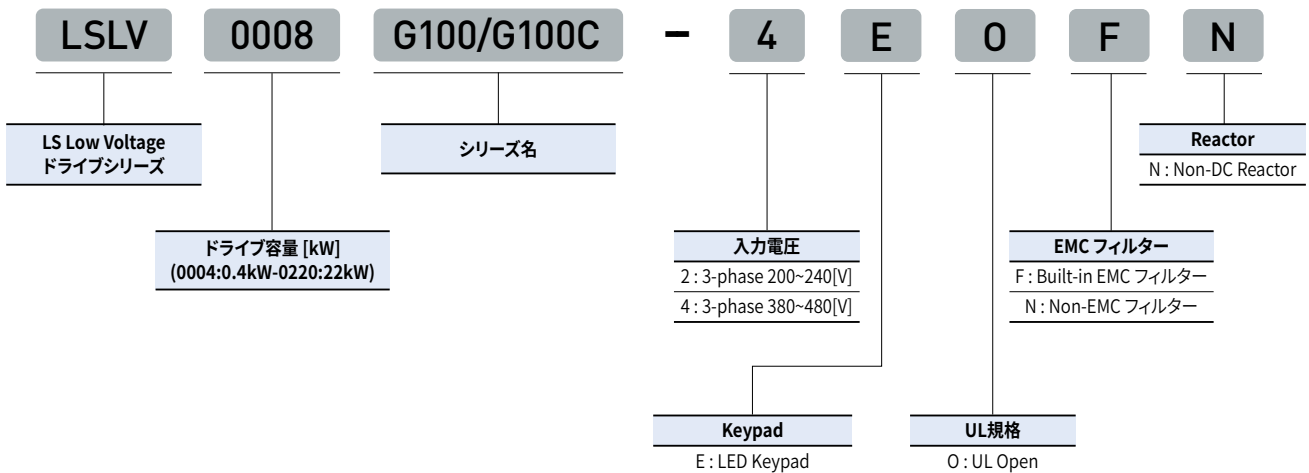 LSLV 0008 G100/G100C - 4 E O F N
LS Low Voltage
ドライブシリーズ
シリーズ名
Reactor
N : Non-DC Reactor
ドライブ容量 [kW]
(0004:0.4kW-0220:22kW)
入力電圧
2 : 3-phase 200~240[V]
4 : 3-phase 380~480[V]
EMC フィルター
F : Built-in EMC フィルター
N : Non-EMC フィルター
Keypad
E : LED Keypad
UL規格
O : UL Open